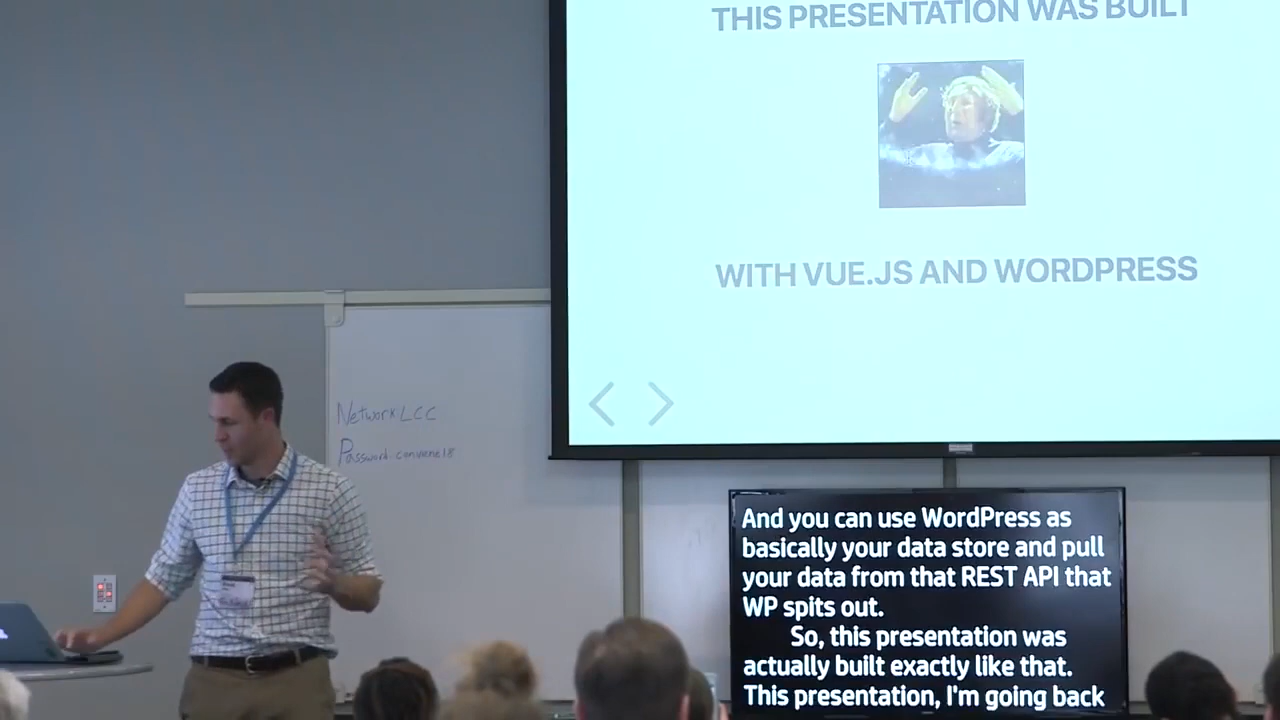 THIS PRESENTATION WAS BUILT
WITH VUE.JS AND WORDPRESS
Network LCC
Password convene18
And you can use WordPress as
basically your data store and pull
your data from that REST API that
WP spits out.
So, this presentation was
actually built exactly like that.
This presentation, I'm going back